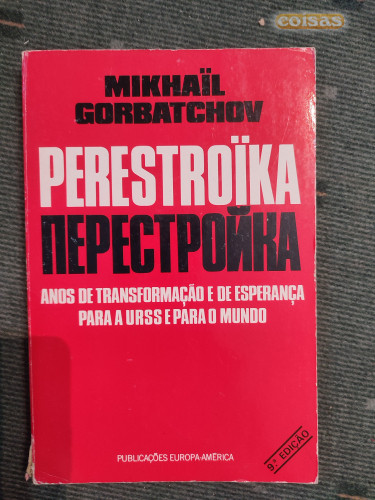 coisas
MIKHAÏL
GORBATCHOV
PERESTROÏKA
ПЕРЕСТРОЙКА
ANOS DE TRANSFORMAÇÃO E DE ESPERANÇA
PARA A URSS E PARA O MUNDO
9.ª EDIÇÃO
PUBLICAÇÕES EUROPA-AMÉRICA